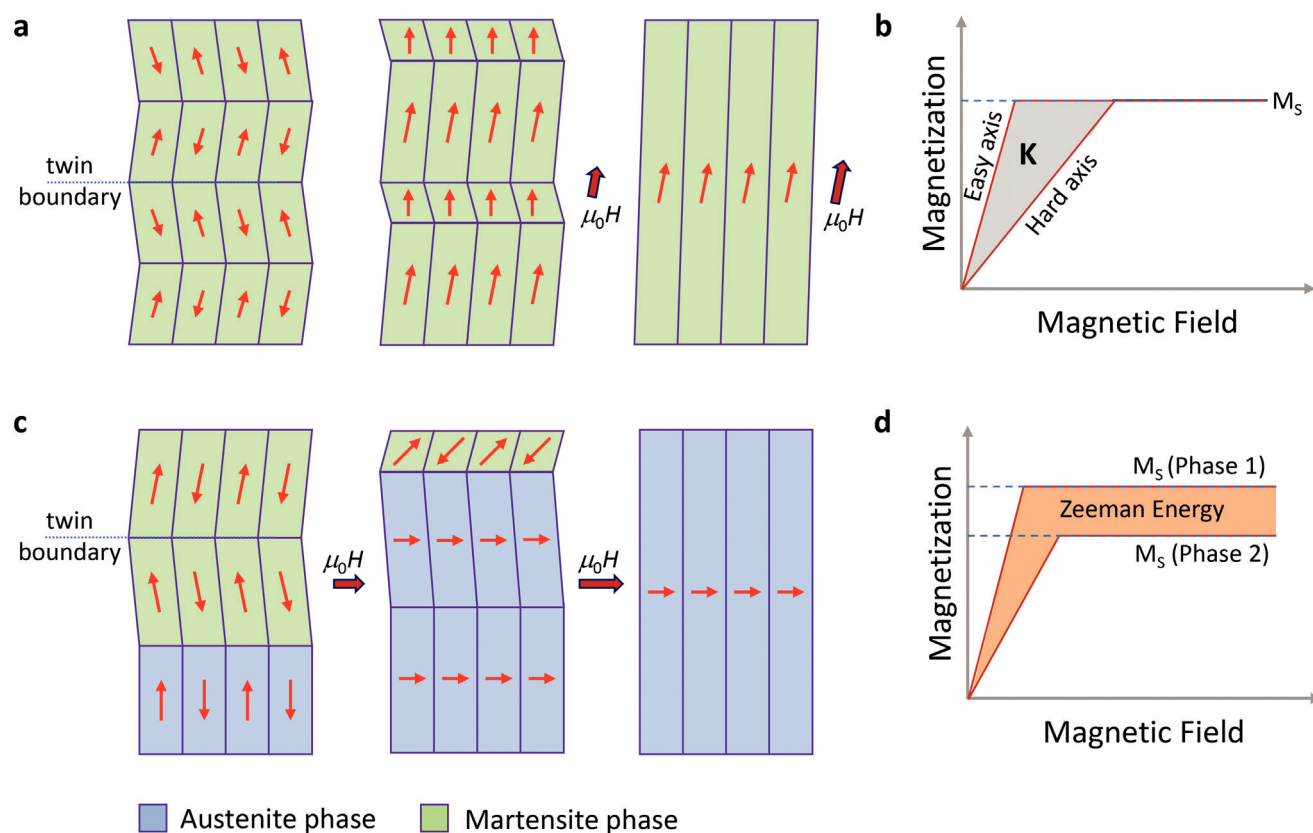 a
twin
boundary
μ₀H
μ₀H
b
Magnetization
Easy axis
K
Hard axis
Mₛ
Magnetic Field
c
twin
boundary
μ₀H
μ₀H
d
Magnetization
Mₛ (Phase 1)
Zeeman Energy
Mₛ (Phase 2)
Magnetic Field
Austenite phase
Martensite phase